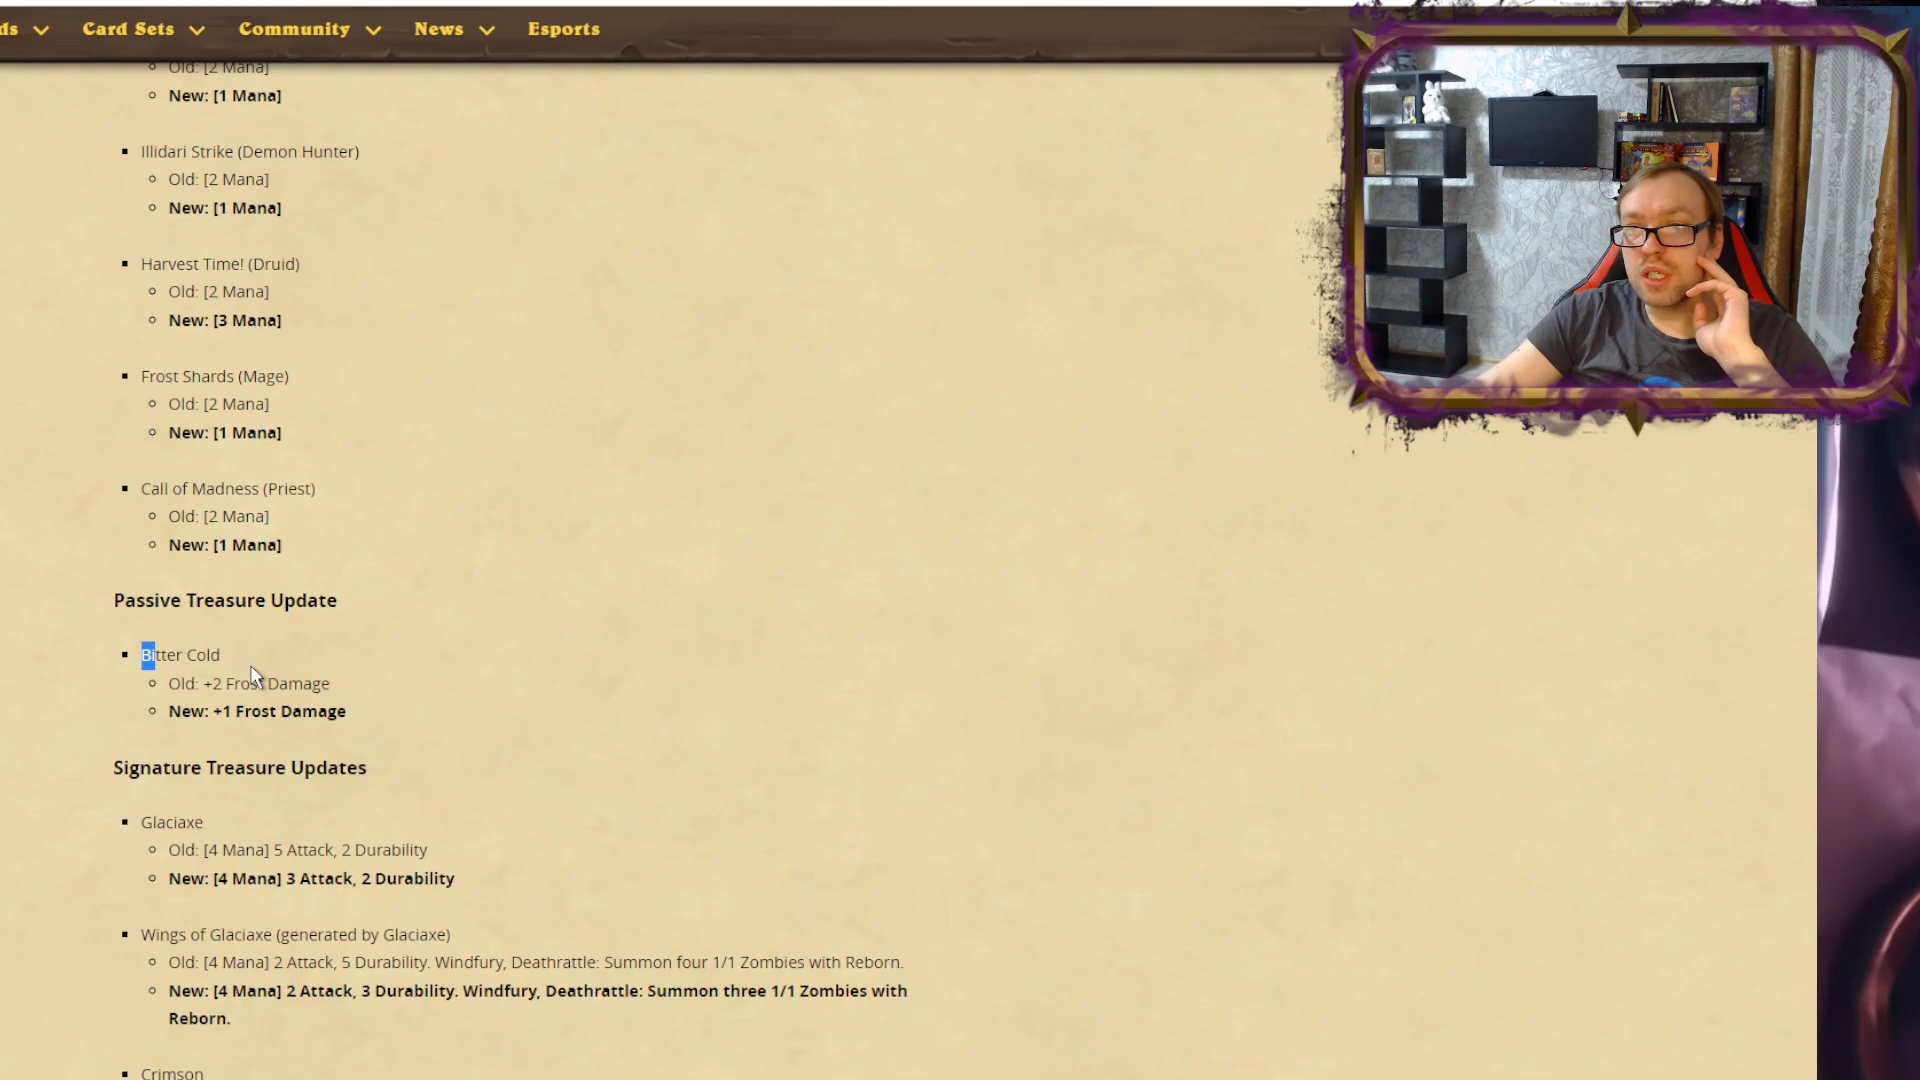 ds Card Sets Community News Esports
Old: [2 Mana]
New: [1 Mana]
Illidari Strike (Demon Hunter)
Old: [2 Mana]
New: [1 Mana]
Harvest Time! (Druid)
Old: [2 Mana]
New: [3 Mana]
Frost Shards (Mage)
Old: [2 Mana]
New: [1 Mana]
Call of Madness (Priest)
Old: [2 Mana]
New: [1 Mana]
Passive Treasure Update
Bitter Cold
Old: +2 Frost Damage
New: +1 Frost Damage
Signature Treasure Updates
Glaciaxe
Old: [4 Mana] 5 Attack, 2 Durability
New: [4 Mana] 3 Attack, 2 Durability
Wings of Glaciaxe (generated by Glaciaxe)
Old: [4 Mana] 2 Attack, 5 Durability. Windfury, Deathrattle: Summon four 1/1 Zombies with Reborn.
New: [4 Mana] 2 Attack, 3 Durability. Windfury, Deathrattle: Summon three 1/1 Zombies with
Reborn.
Crimson